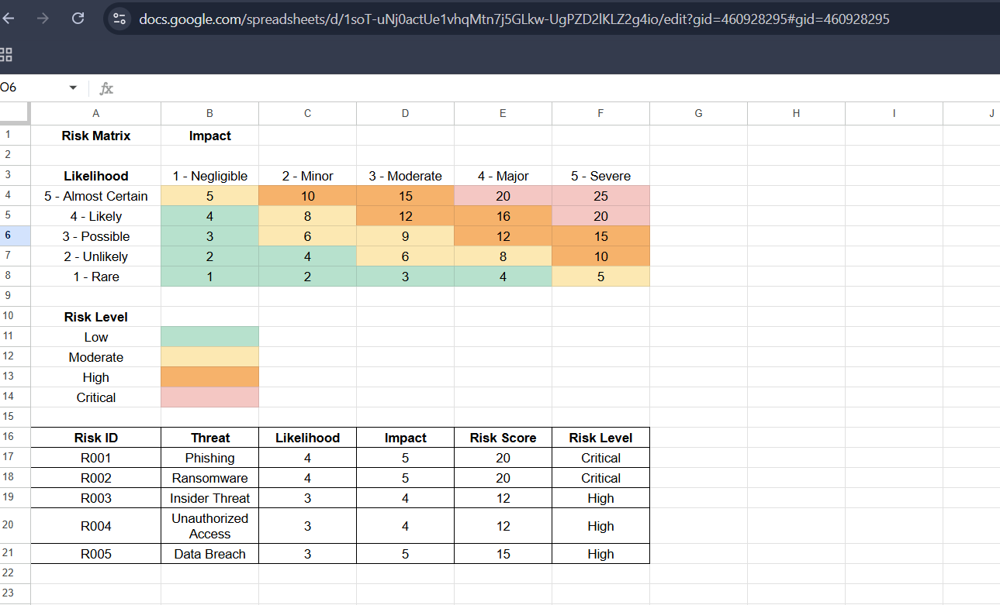 docs.google.com/spreadsheets/d/1soT-uNj0actUe1vhqMtn7j5GLkw-UgPZD2lKLZ2g4io/edit?gid=460928295#gid=460928295
O6 fx
A B C D E F G H I J
1 Risk Matrix Impact
2
3 Likelihood 1 - Negligible 2 - Minor 3 - Moderate 4 - Major 5 - Severe
4 5 - Almost Certain 5 10 15 20 25
5 4 - Likely 4 8 12 16 20
6 3 - Possible 3 6 9 12 15
7 2 - Unlikely 2 4 6 8 10
8 1 - Rare 1 2 3 4 5
9
10 Risk Level
11 Low
12 Moderate
13 High
14 Critical
15
16 Risk ID Threat Likelihood Impact Risk Score Risk Level
17 R001 Phishing 4 5 20 Critical
18 R002 Ransomware 4 5 20 Critical
19 R003 Insider Threat 3 4 12 High
20 R004 Unauthorized Access 3 4 12 High
21 R005 Data Breach 3 5 15 High
22
23